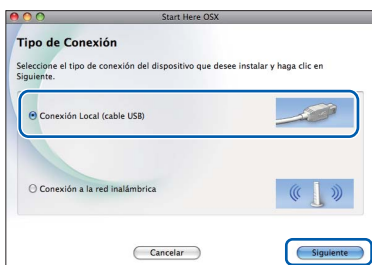 Start Here OSX
Tipo de Conexión
Seleccione el tipo de conexión del dispositivo que desee instalar y haga clic en
Siguiente.
Conexión Local (cable USB)
Conexión a la red inalámbrica
Cancelar
Siguiente